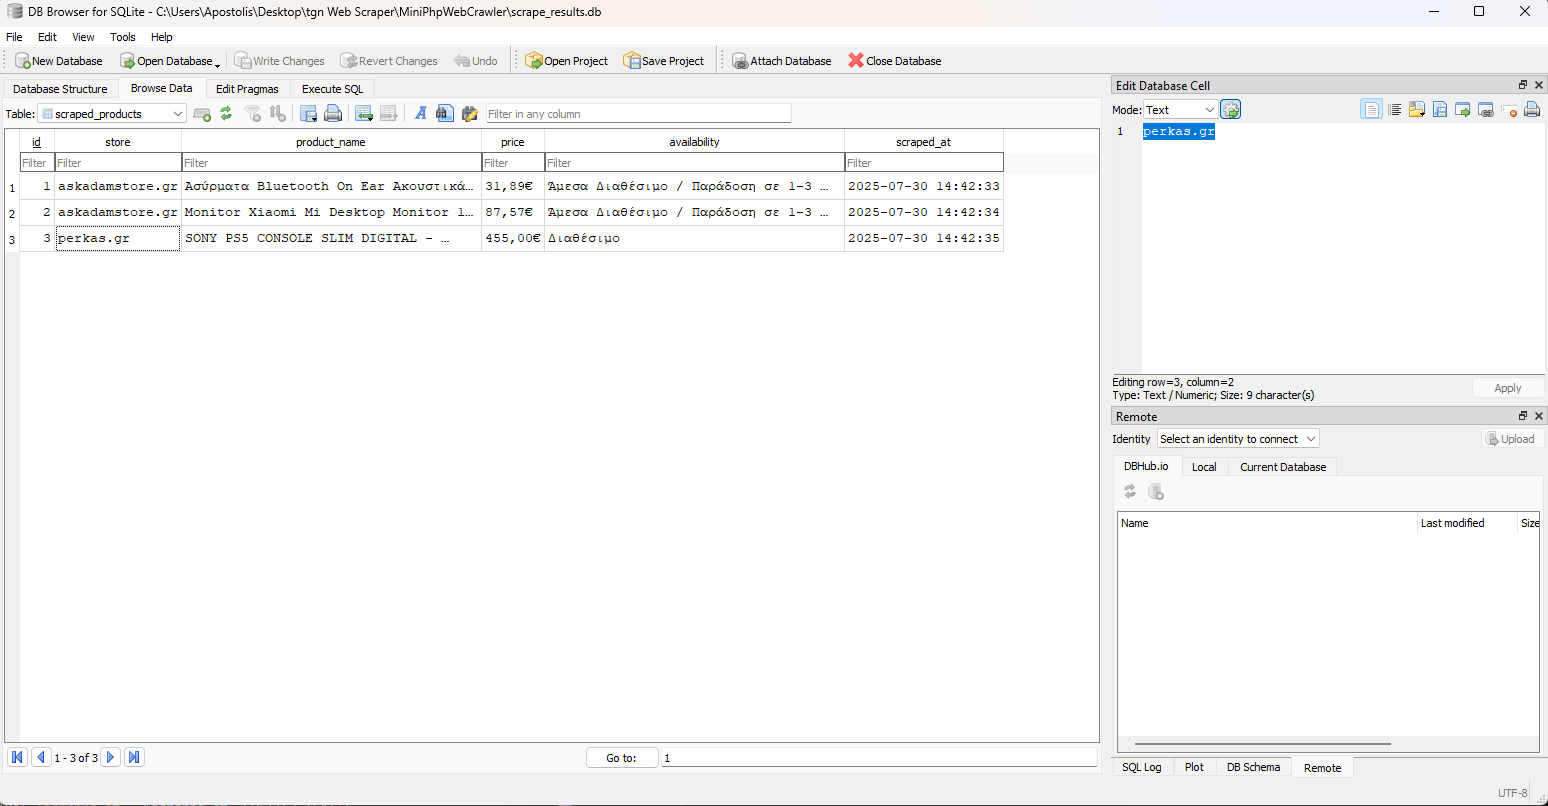 DB Browser for SQLite - C:\Users\Apostolis\Desktop\tgn Web Scraper\MiniPhpWebCrawler\scrape_results.db
File Edit View Tools Help
New Database Open Database Write Changes Revert Changes Undo Open Project Save Project Attach Database Close Database
Database Structure Browse Data Edit Pragmas Execute SQL
Table: scraped_products Filter in any column
id store product_name price availability scraped_at
Filter Filter Filter Filter Filter Filter
1 1 askadamstore.gr Ασύρματα Bluetooth On Ear Ακουστικά… 31,89€ Άμεσα Διαθέσιμο / Παράδοση σε 1-3 … 2025-07-30 14:42:33
2 2 askadamstore.gr Monitor Xiaomi Mi Desktop Monitor 1… 87,57€ Άμεσα Διαθέσιμο / Παράδοση σε 1-3 … 2025-07-30 14:42:34
3 3 perkas.gr SONY PS5 CONSOLE SLIM DIGITAL – … 455,00€ Διαθέσιμο 2025-07-30 14:42:35
1 - 3 of 3 Go to: 1
Edit Database Cell
Mode: Text
1 perkas.gr
Editing row=3, column=2
Type: Text / Numeric; Size: 9 character(s)
Apply
Remote
Identity Select an identity to connect Upload
DBHub.io Local Current Database
Name Last modified Size
SQL Log Plot DB Schema Remote
UTF-8